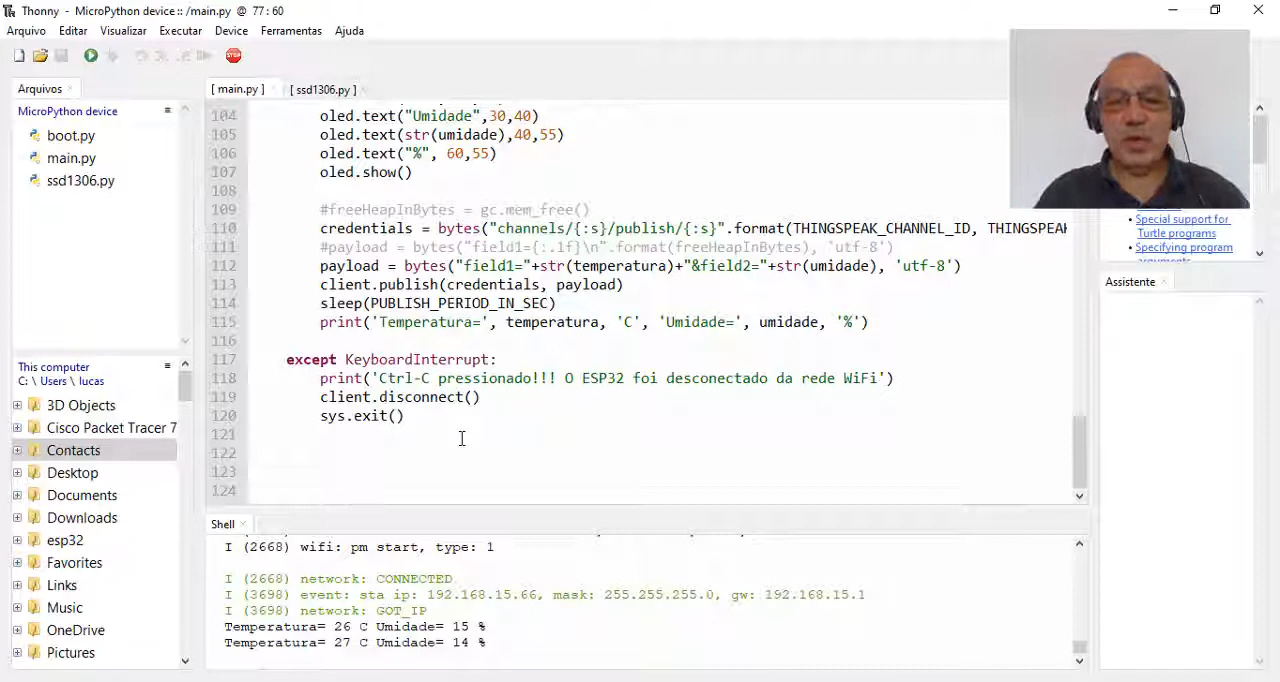 Thonny - MicroPython device :: /main.py @ 77 : 60
Arquivo Editar Visualizar Executar Device Ferramentas Ajuda
STOP
Arquivos
[ main.py ] [ ssd1306.py ]
MicroPython device
boot.py
main.py
ssd1306.py
This computer
C: \ Users \ lucas
3D Objects
Cisco Packet Tracer 7
Contacts
Desktop
Documents
Downloads
esp32
Favorites
Links
Music
OneDrive
Pictures
104 oled.text("Umidade",30,40)
105 oled.text(str(umidade),40,55)
106 oled.text("%", 60,55)
107 oled.show()
108
109 #freeHeapInBytes = gc.mem_free()
110 credentials = bytes("channels/{:s}/publish/{:s}".format(THINGSPEAK_CHANNEL_ID, THINGSPEAK
111 #payload = bytes("field1={:.1f}\n".format(freeHeapInBytes), 'utf-8')
112 payload = bytes("field1="+str(temperatura)+"&field2="+str(umidade), 'utf-8')
113 client.publish(credentials, payload)
114 sleep(PUBLISH_PERIOD_IN_SEC)
115 print('Temperatura=', temperatura, 'C', 'Umidade=', umidade, '%')
116
117 except KeyboardInterrupt:
118 print('Ctrl-C pressionado!!! O ESP32 foi desconectado da rede WiFi')
119 client.disconnect()
120 sys.exit()
121
122
123
124
Shell
I (2668) wifi: pm start, type: 1
I (2668) network: CONNECTED
I (3698) event: sta ip: 192.168.15.66, mask: 255.255.255.0, gw: 192.168.15.1
I (3698) network: GOT_IP
Temperatura= 26 C Umidade= 15 %
Temperatura= 27 C Umidade= 14 %
Special support for
Turtle programs
Specifying program
Assistente